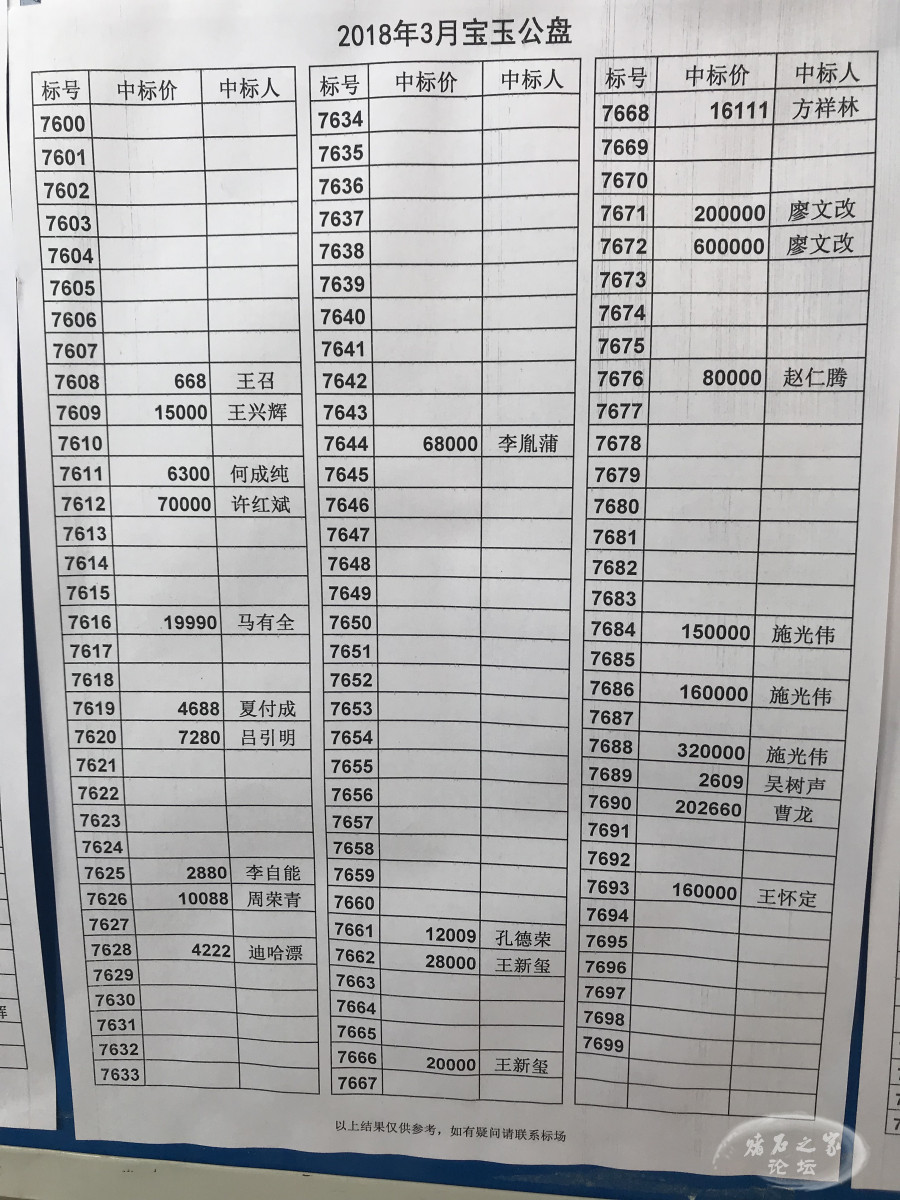 2018年3月宝玉公盘
标号 中标价 中标人
7600
7601
7602
7603
7604
7605
7606
7607
7608 668 王召
7609 15000 王兴辉
7610
7611 6300 何成纯
7612 70000 许红斌
7613
7614
7615
7616 19990 马有全
7617
7618
7619 4688 夏付成
7620 7280 吕引明
7621
7622
7623
7624
7625 2880 李自能
7626 10088 周荣青
7627
7628 4222 迪哈漂
7629
7630
7631
7632
7633
标号 中标价 中标人
7634
7635
7636
7637
7638
7639
7640
7641
7642
7643
7644 68000 李胤蒲
7645
7646
7647
7648
7649
7650
7651
7652
7653
7654
7655
7656
7657
7658
7659
7660
7661 12009 孔德荣
7662 28000 王新玺
7663
7664
7665
7666 20000 王新玺
7667
标号 中标价 中标人
7668 16111 方祥林
7669
7670
7671 200000 廖文改
7672 600000 廖文改
7673
7674
7675
7676 80000 赵仁腾
7677
7678
7679
7680
7681
7682
7683
7684 150000 施光伟
7685
7686 160000 施光伟
7687
7688 320000 施光伟
7689 2609 吴树声
7690 202660 曹龙
7691
7692
7693 160000 王怀定
7694
7695
7696
7697
7698
7699
以上结果仅供参考，如有疑问请联系标场
石之家
论坛